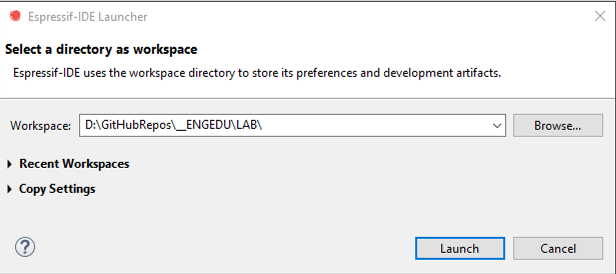 Espressif-IDE Launcher
Select a directory as workspace
Espressif-IDE uses the workspace directory to store its preferences and development artifacts.
Workspace: D:\GitHubRepos\__ENGEDU\LAB\ Browse...
Recent Workspaces
Copy Settings
? Launch Cancel